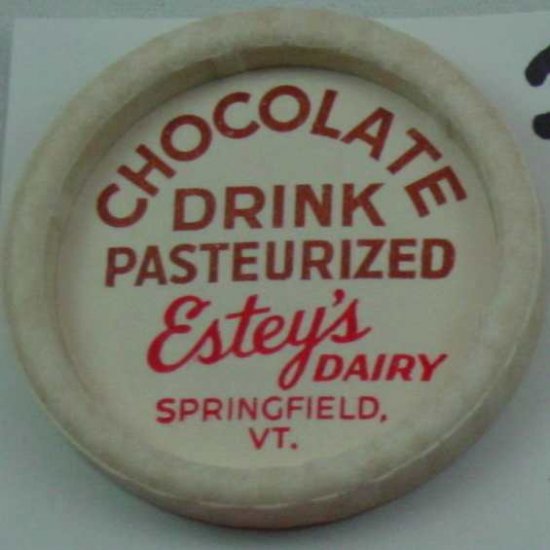 CHOCOLATE
DRINK
PASTEURIZED
Estey's
DAIRY
SPRINGFIELD,
VT.